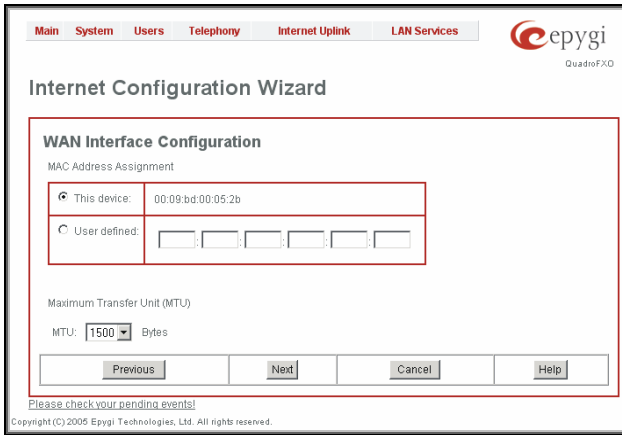 Main System Users Telephony Internet Uplink LAN Services
epygi
QuadroFXO
Internet Configuration Wizard
WAN Interface Configuration
MAC Address Assignment
This device: 00:09:bd:00:05:2b
User defined: : : : : :
Maximum Transfer Unit (MTU)
MTU: 1500 Bytes
Previous Next Cancel Help
Please check your pending events!
Copyright (C) 2005 Epygi Technologies, Ltd. All rights reserved.